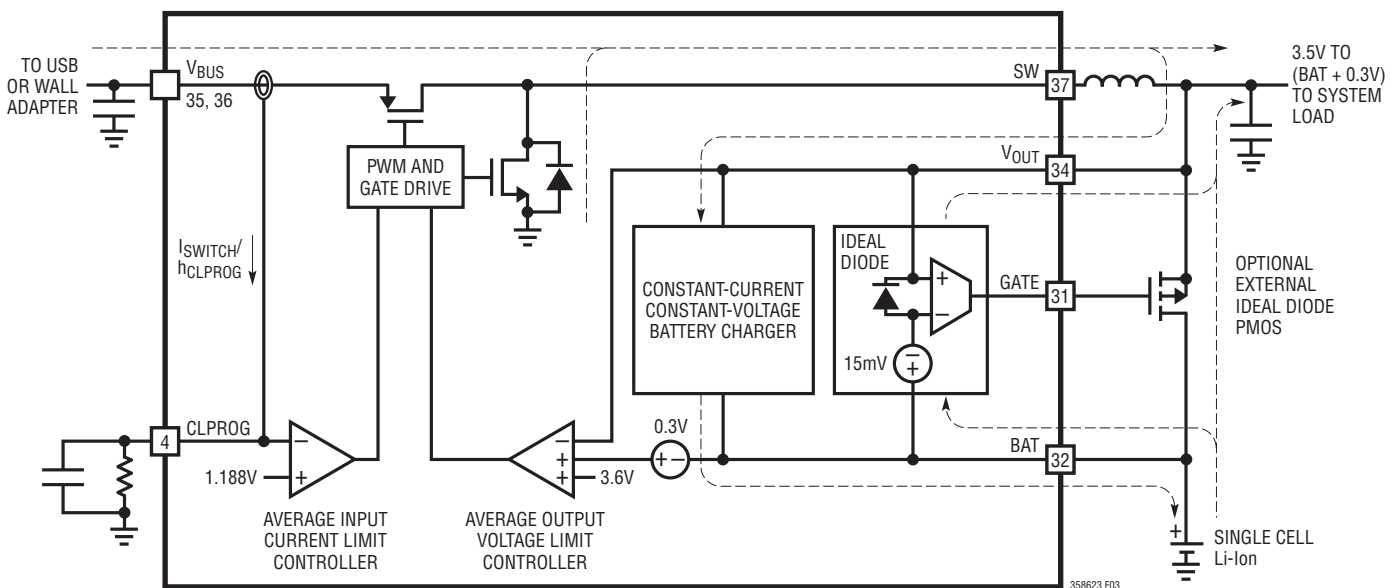 TO USB
OR WALL
ADAPTER
VBUS
35, 36
SW
37
3.5V TO
(BAT + 0.3V)
TO SYSTEM
LOAD
PWM AND
GATE DRIVE
VOUT
34
ISWITCH/
hCLPROG
CONSTANT-CURRENT
CONSTANT-VOLTAGE
BATTERY CHARGER
IDEAL
DIODE
+
−
15mV
−
+
GATE
31
OPTIONAL
EXTERNAL
IDEAL DIODE
PMOS
4
CLPROG
−
1.188V
+
AVERAGE INPUT
CURRENT LIMIT
CONTROLLER
−
+
+
3.6V
AVERAGE OUTPUT
VOLTAGE LIMIT
CONTROLLER
0.3V
+ −
BAT
32
+
SINGLE CELL
Li-Ion
358623 F03